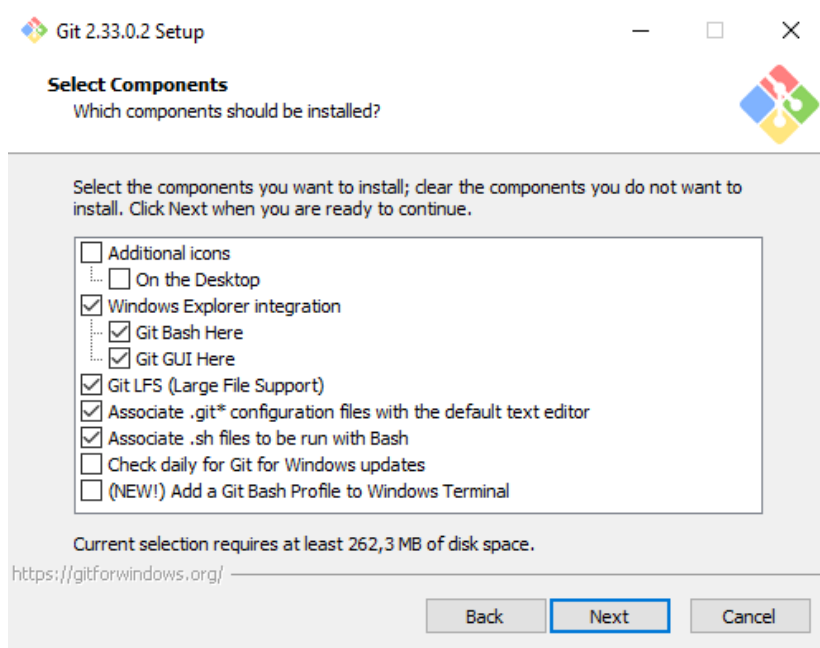 Git 2.33.0.2 Setup
Select Components
Which components should be installed?
Select the components you want to install; clear the components you do not want to
install. Click Next when you are ready to continue.
Additional icons
On the Desktop
Windows Explorer integration
Git Bash Here
Git GUI Here
Git LFS (Large File Support)
Associate .git* configuration files with the default text editor
Associate .sh files to be run with Bash
Check daily for Git for Windows updates
(NEW!) Add a Git Bash Profile to Windows Terminal
Current selection requires at least 262,3 MB of disk space.
https://gitforwindows.org/
Back Next Cancel